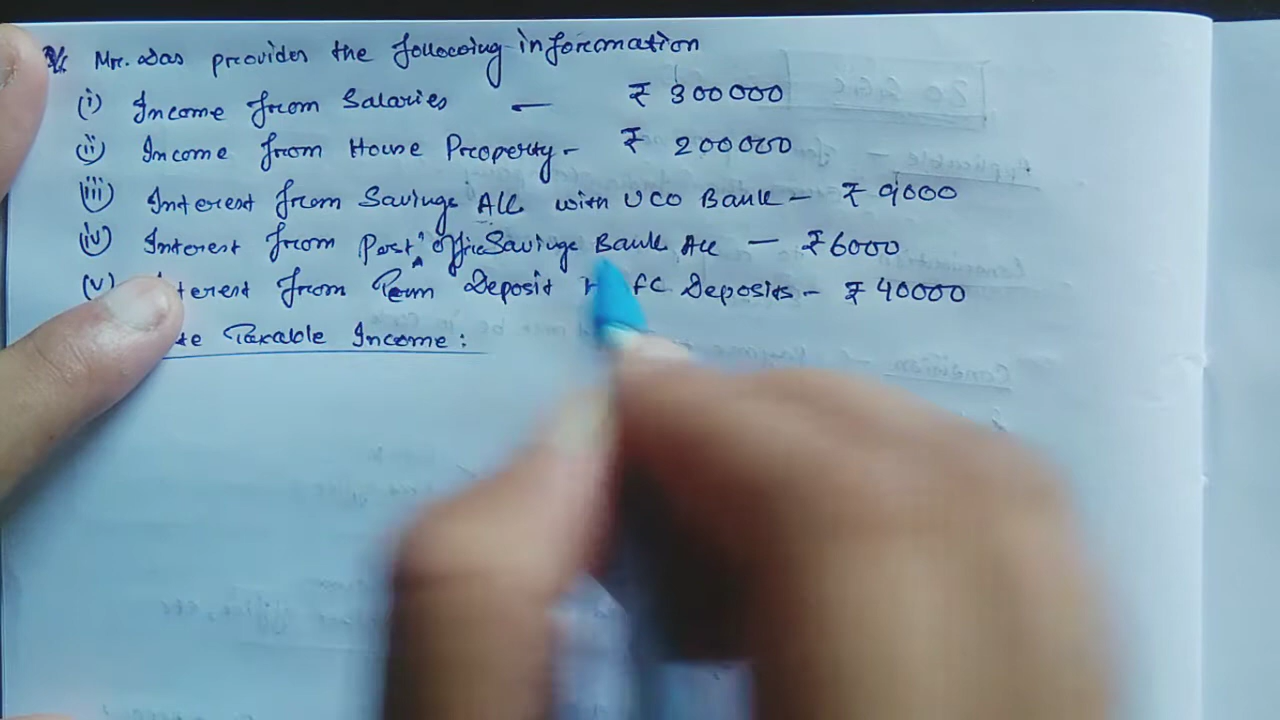 Mr. Das provides the following information
(i) Income from Salaries — ₹ 300000
(ii) Income from House Property - ₹ 200000
(iii) Interest from Savings A/c with UCO Bank - ₹ 9000
(iv) Interest from Post office Savings Bank A/c — ₹6000
(v) terest from Term Deposit FC Deposits - ₹ 40000
te Taxable Income: